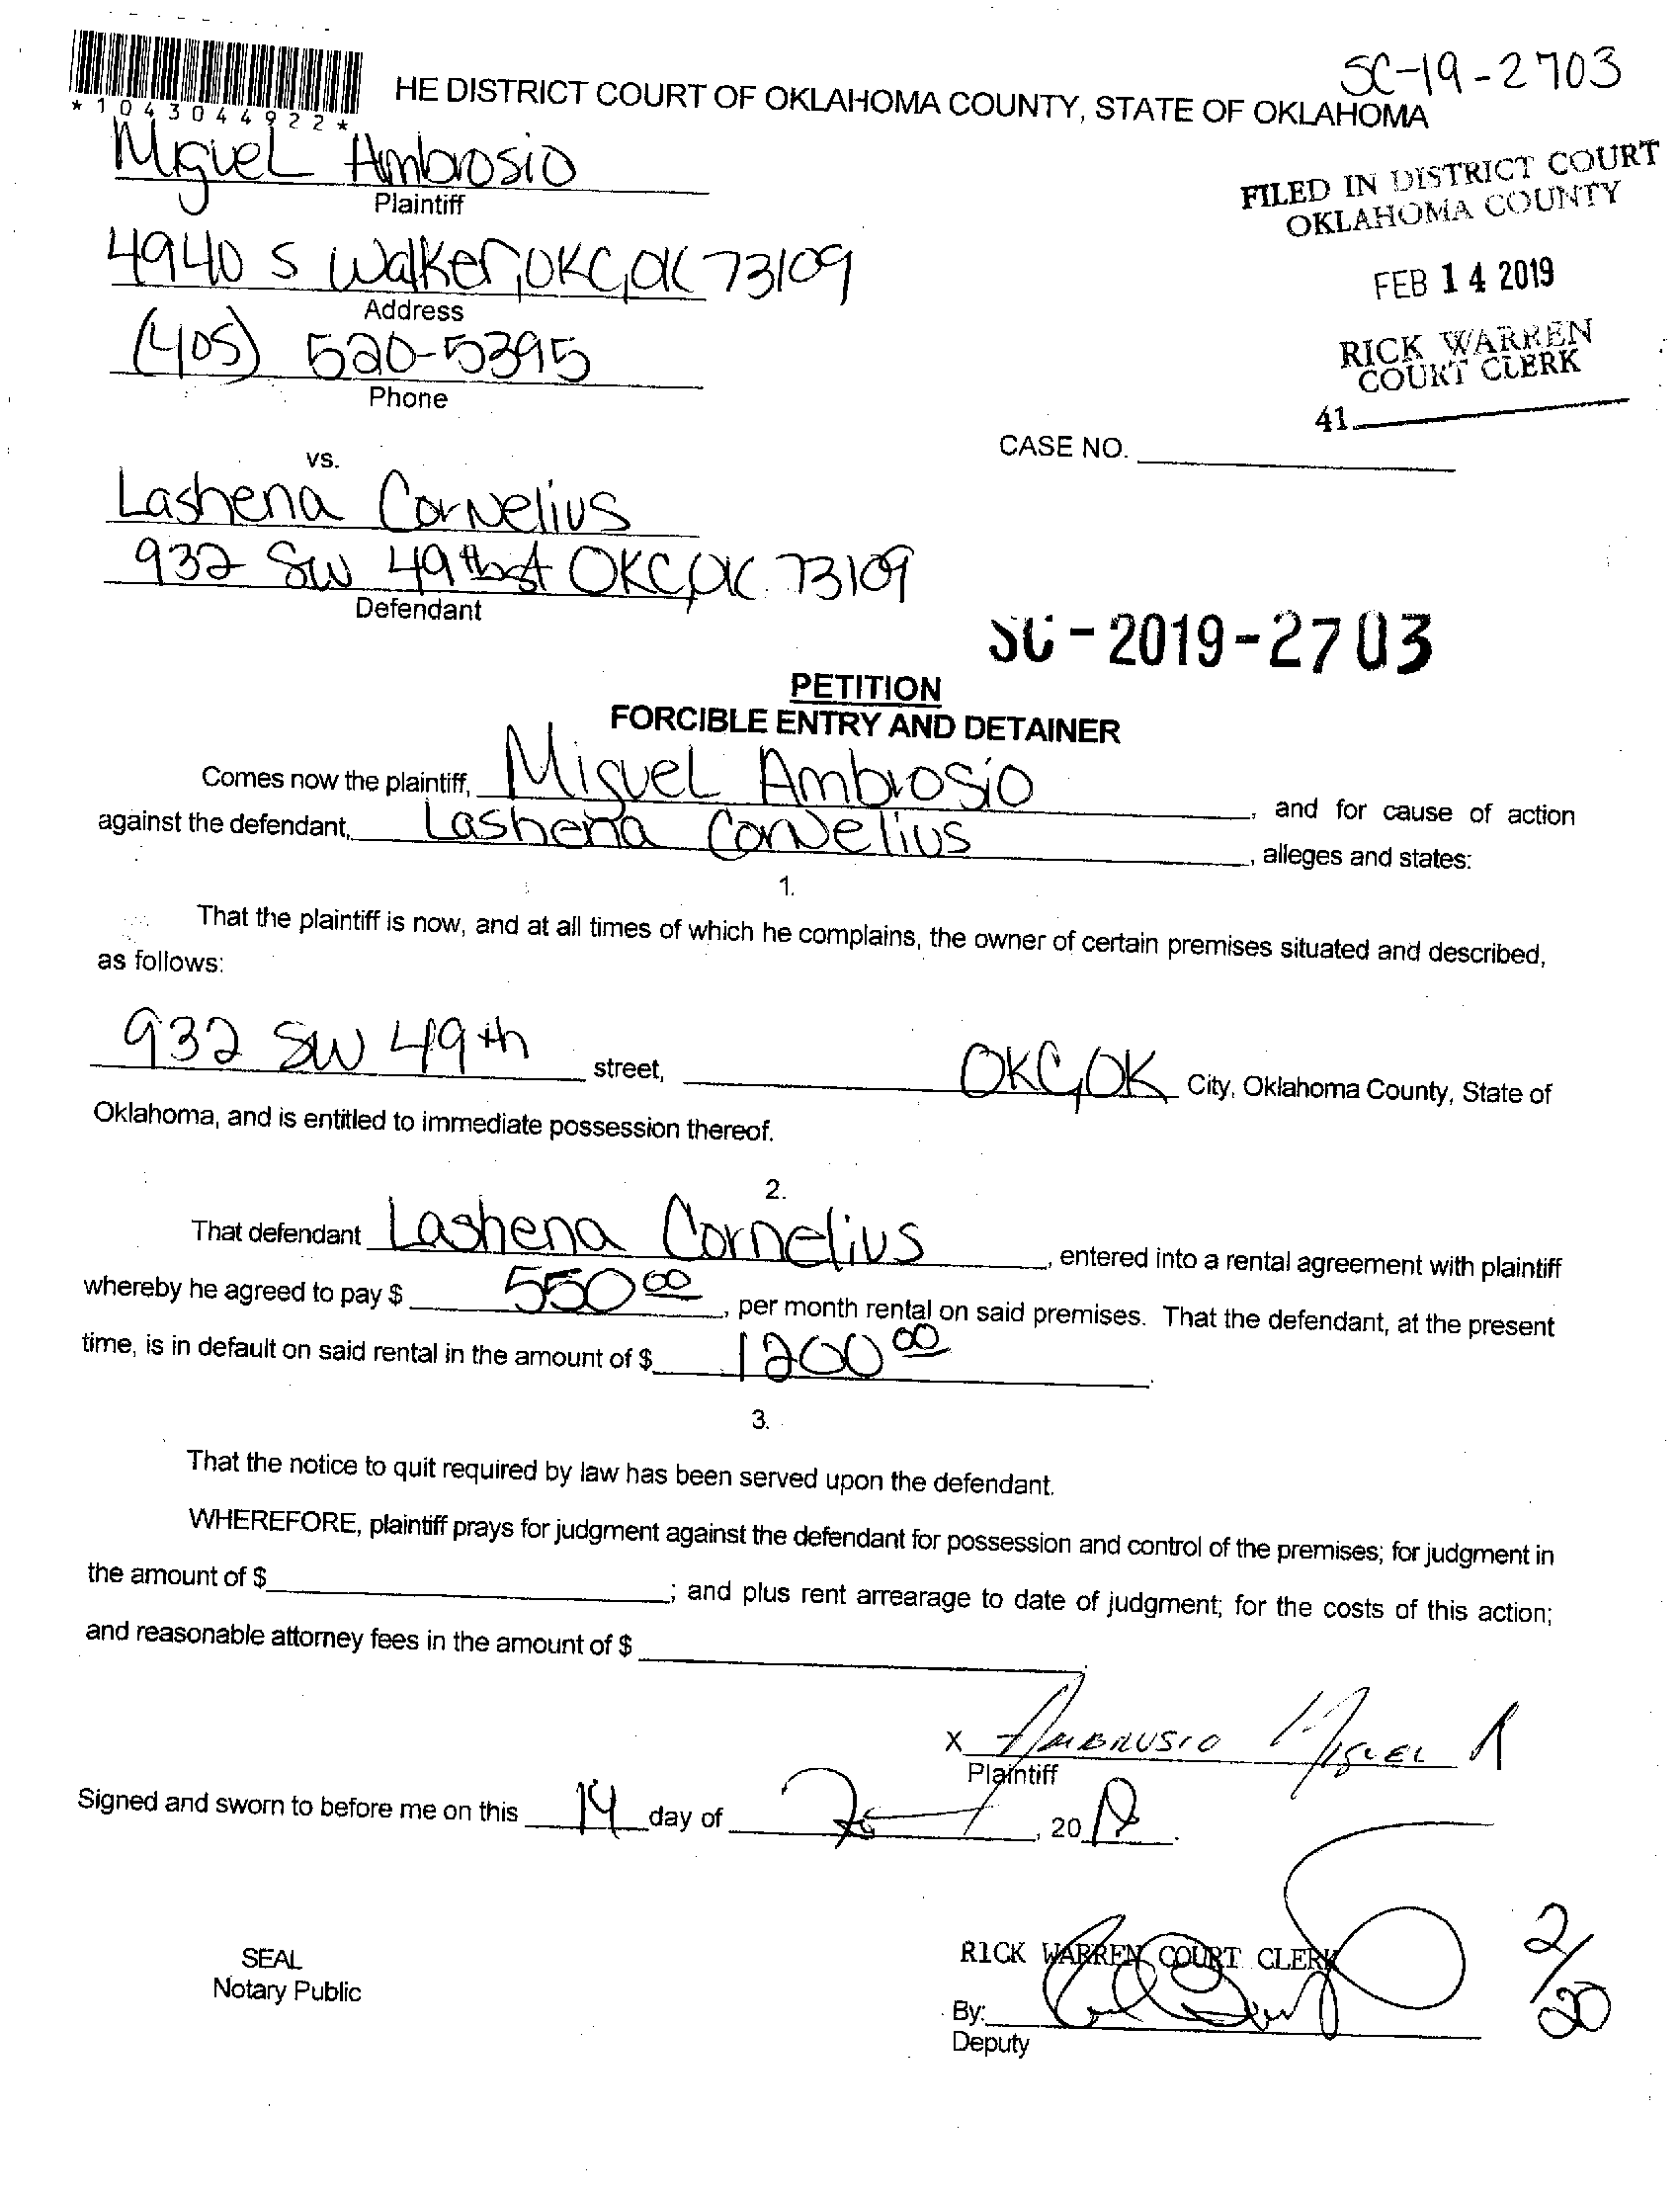 SC-19-2703
*1043044922*
HE DISTRICT COURT OF OKLAHOMA COUNTY, STATE OF OKLAHOMA
Miguel Ambrosio
Plaintiff
FILED IN DISTRICT COURT
OKLAHOMA COUNTY
4940 S Walker, OKC, OK 73109
Address
FEB 14 2019
(405) 520-5395
Phone
RICK WARREN
COURT CLERK
41
CASE NO.
vs.
Lashena Cornelius
932 SW 49th st OKC, OK 73109
Defendant
SC-2019-2703
PETITION
FORCIBLE ENTRY AND DETAINER
Comes now the plaintiff, Miguel Ambrosio, and for cause of action
against the defendant, Lashena Cornelius, alleges and states:
1.
That the plaintiff is now, and at all times of which he complains, the owner of certain premises situated and described,
as follows:
932 SW 49th street, OKC, OK City, Oklahoma County, State of
Oklahoma, and is entitled to immediate possession thereof.
2.
That defendant Lashena Cornelius, entered into a rental agreement with plaintiff
whereby he agreed to pay $ 550 00, per month rental on said premises. That the defendant, at the present
time, is in default on said rental in the amount of $ 1200 00.
3.
That the notice to quit required by law has been served upon the defendant.
WHEREFORE, plaintiff prays for judgment against the defendant for possession and control of the premises; for judgment in
the amount of $ ; and plus rent arrearage to date of judgment; for the costs of this action;
and reasonable attorney fees in the amount of $ .
X Ambrosio Miguel R
Plaintiff
Signed and sworn to before me on this 14 day of , 20 19.
SEAL
Notary Public
RICK WARREN COURT CLERK
By:
Deputy
2/20